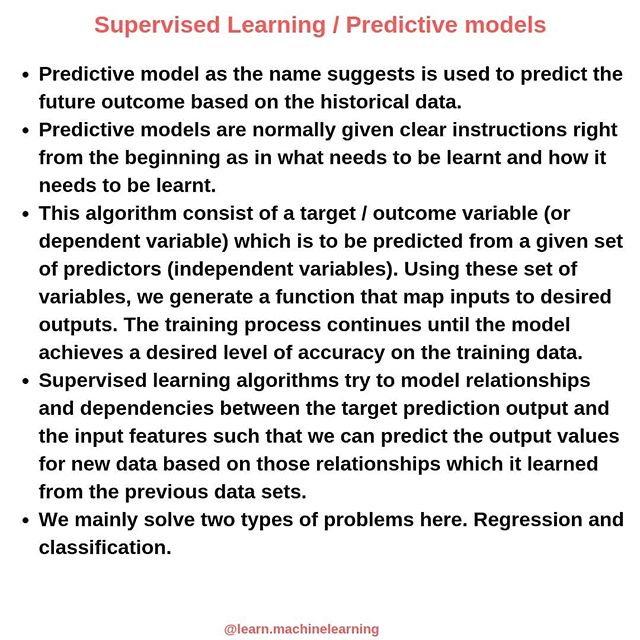 Supervised Learning / Predictive models
• Predictive model as the name suggests is used to predict the
future outcome based on the historical data.
• Predictive models are normally given clear instructions right
from the beginning as in what needs to be learnt and how it
needs to be learnt.
• This algorithm consist of a target / outcome variable (or
dependent variable) which is to be predicted from a given set
of predictors (independent variables). Using these set of
variables, we generate a function that map inputs to desired
outputs. The training process continues until the model
achieves a desired level of accuracy on the training data.
• Supervised learning algorithms try to model relationships
and dependencies between the target prediction output and
the input features such that we can predict the output values
for new data based on those relationships which it learned
from the previous data sets.
• We mainly solve two types of problems here. Regression and
classification.
@learn.machinelearning